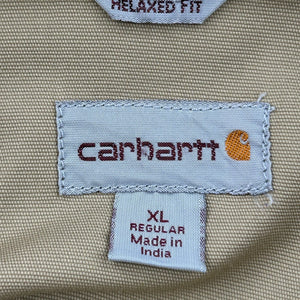 RELAXED FIT
carhartt
XL
REGULAR
Made in
India